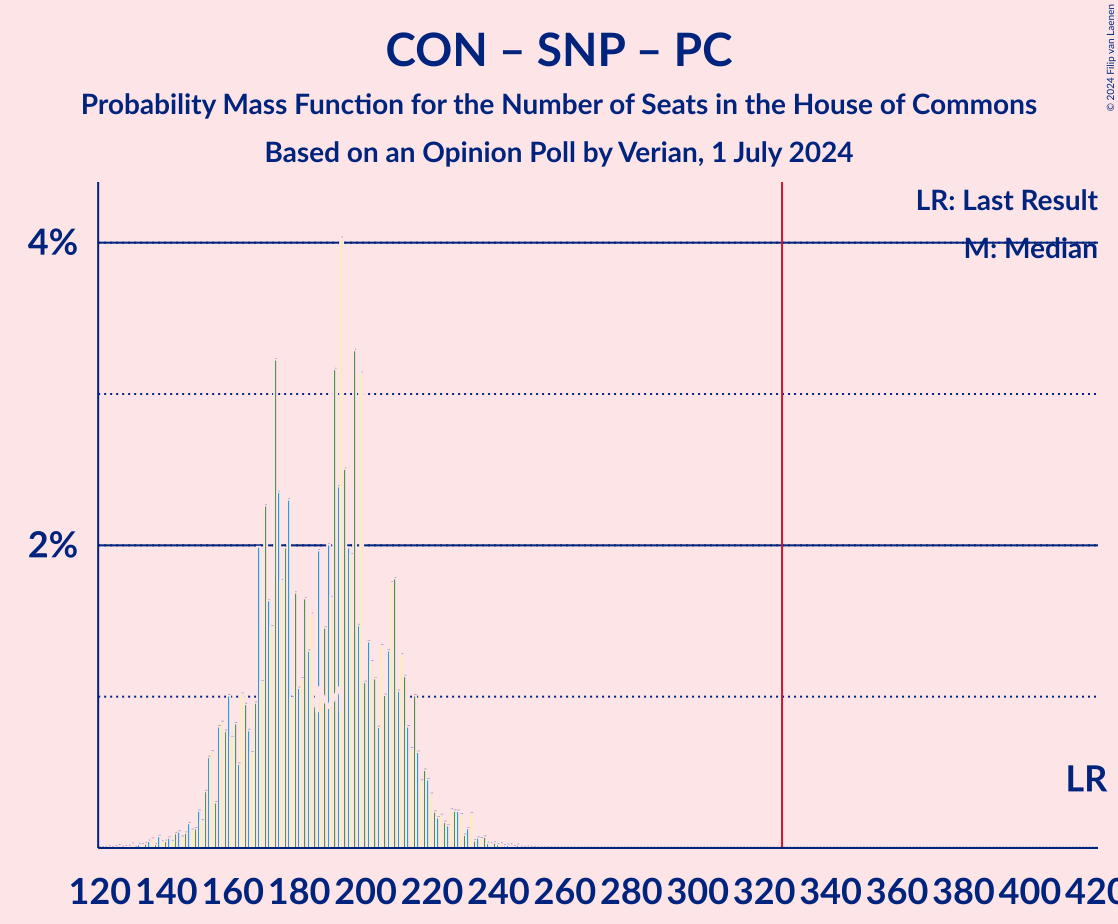 CON – SNP – PC
Probability Mass Function for the Number of Seats in the House of Commons
Based on an Opinion Poll by Verian, 1 July 2024
© 2024 Filip van Laenen
LR: Last Result
M: Median
4%
2%
LR
120 140 160 180 200 220 240 260 280 300 320 340 360 380 400 420